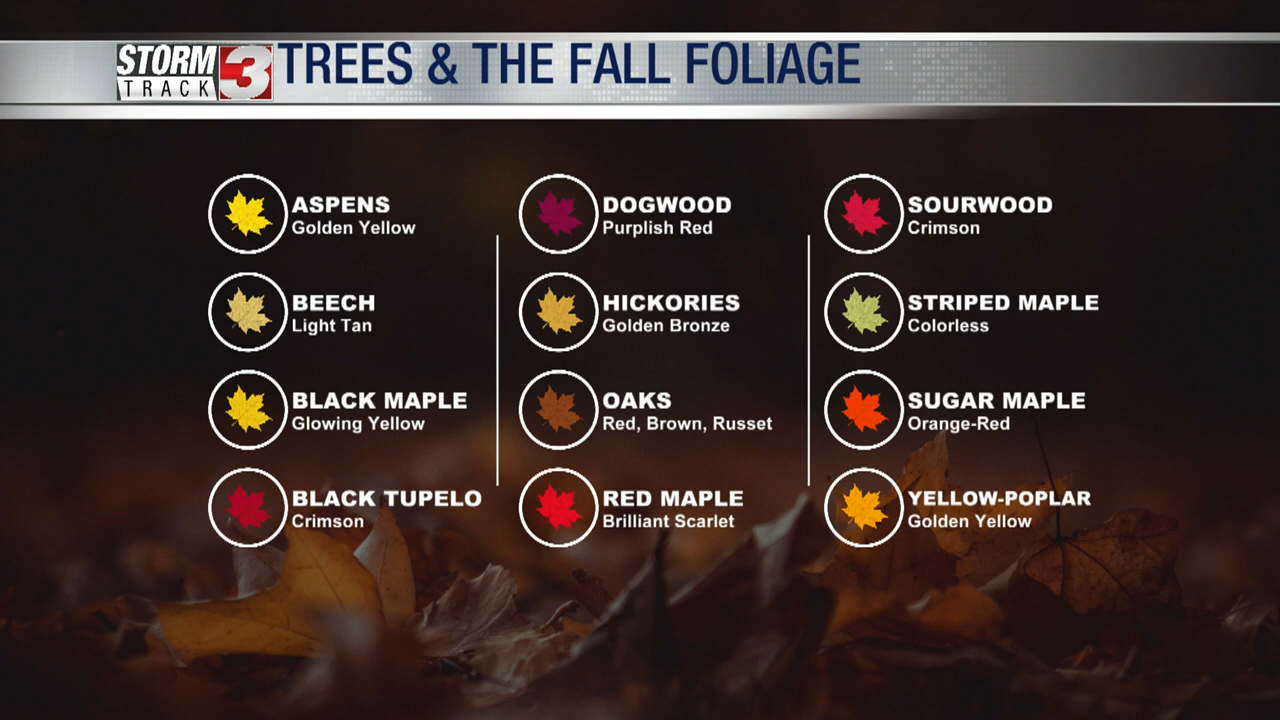 STORM
TRACK
3
TREES & THE FALL FOLIAGE
ASPENS
Golden Yellow
BEECH
Light Tan
BLACK MAPLE
Glowing Yellow
BLACK TUPELO
Crimson
DOGWOOD
Purplish Red
HICKORIES
Golden Bronze
OAKS
Red, Brown, Russet
RED MAPLE
Brilliant Scarlet
SOURWOOD
Crimson
STRIPED MAPLE
Colorless
SUGAR MAPLE
Orange-Red
YELLOW-POPLAR
Golden Yellow